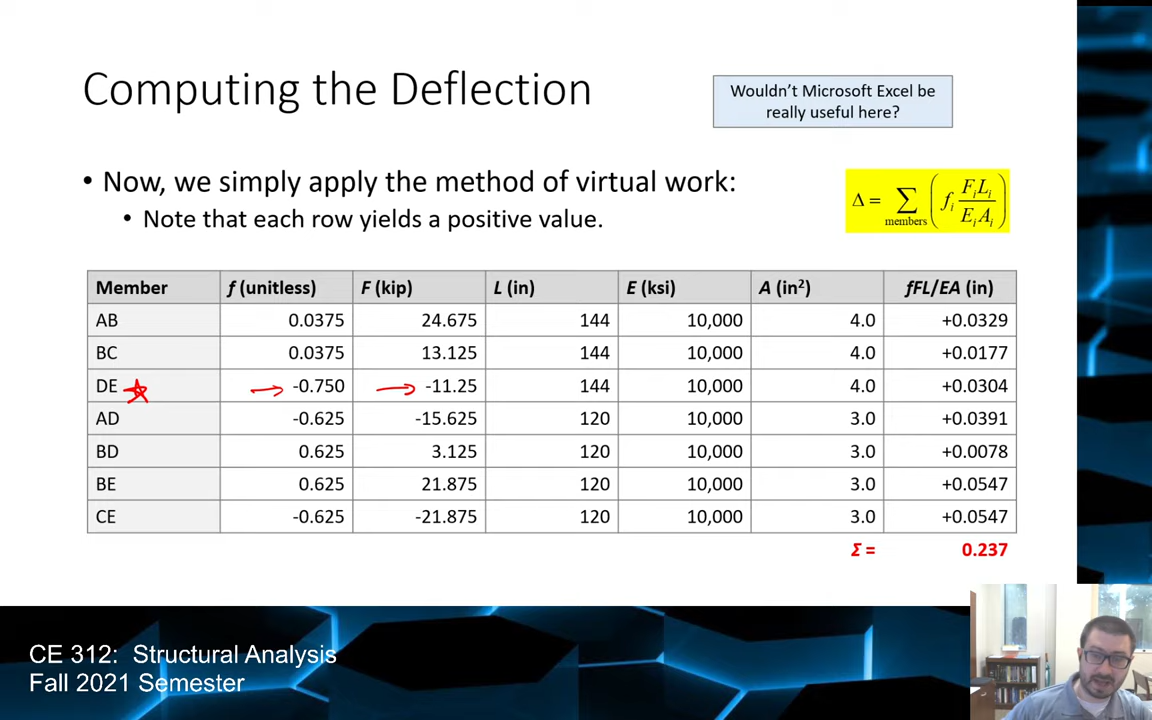 Computing the Deflection
Wouldn't Microsoft Excel be
really useful here?
• Now, we simply apply the method of virtual work:
• Note that each row yields a positive value.
Δ = ∑ members ( f_i F_i L_i / E_i A_i )
Member f (unitless) F (kip) L (in) E (ksi) A (in²) fFL/EA (in)
AB 0.0375 24.675 144 10,000 4.0 +0.0329
BC 0.0375 13.125 144 10,000 4.0 +0.0177
DE -0.750 -11.25 144 10,000 4.0 +0.0304
AD -0.625 -15.625 120 10,000 3.0 +0.0391
BD 0.625 3.125 120 10,000 3.0 +0.0078
BE 0.625 21.875 120 10,000 3.0 +0.0547
CE -0.625 -21.875 120 10,000 3.0 +0.0547
Σ = 0.237
CE 312: Structural Analysis
Fall 2021 Semester